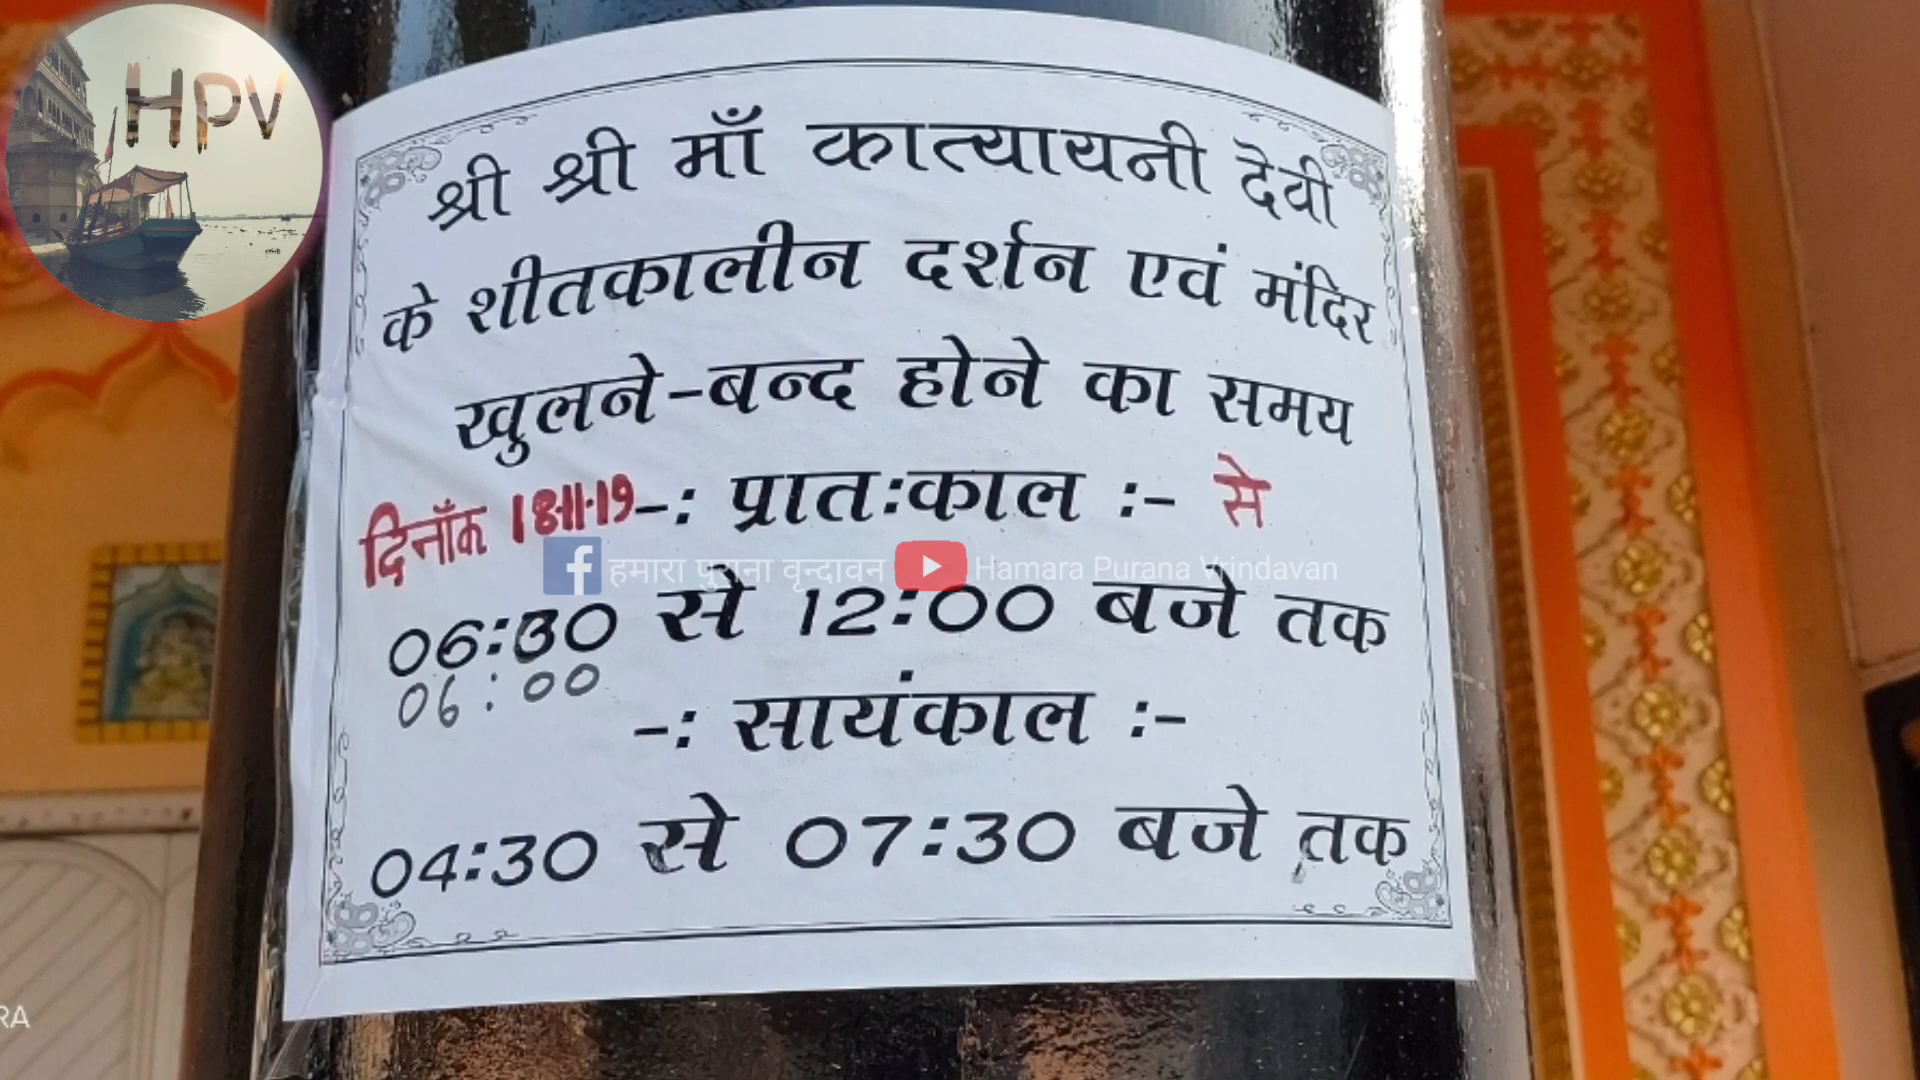 HPV
श्री श्री माँ कात्यायनी देवी
के शीतकालीन दर्शन एवं मंदिर
खुलने-बन्द होने का समय
दिनाँक 18.11.19 -: प्रातःकाल :- से
हमारा पुराना वृन्दावन Hamara Purana Vrindavan
06:30 से 12:00 बजे तक
06:00
-: सायंकाल :-
04:30 से 07:30 बजे तक
RA